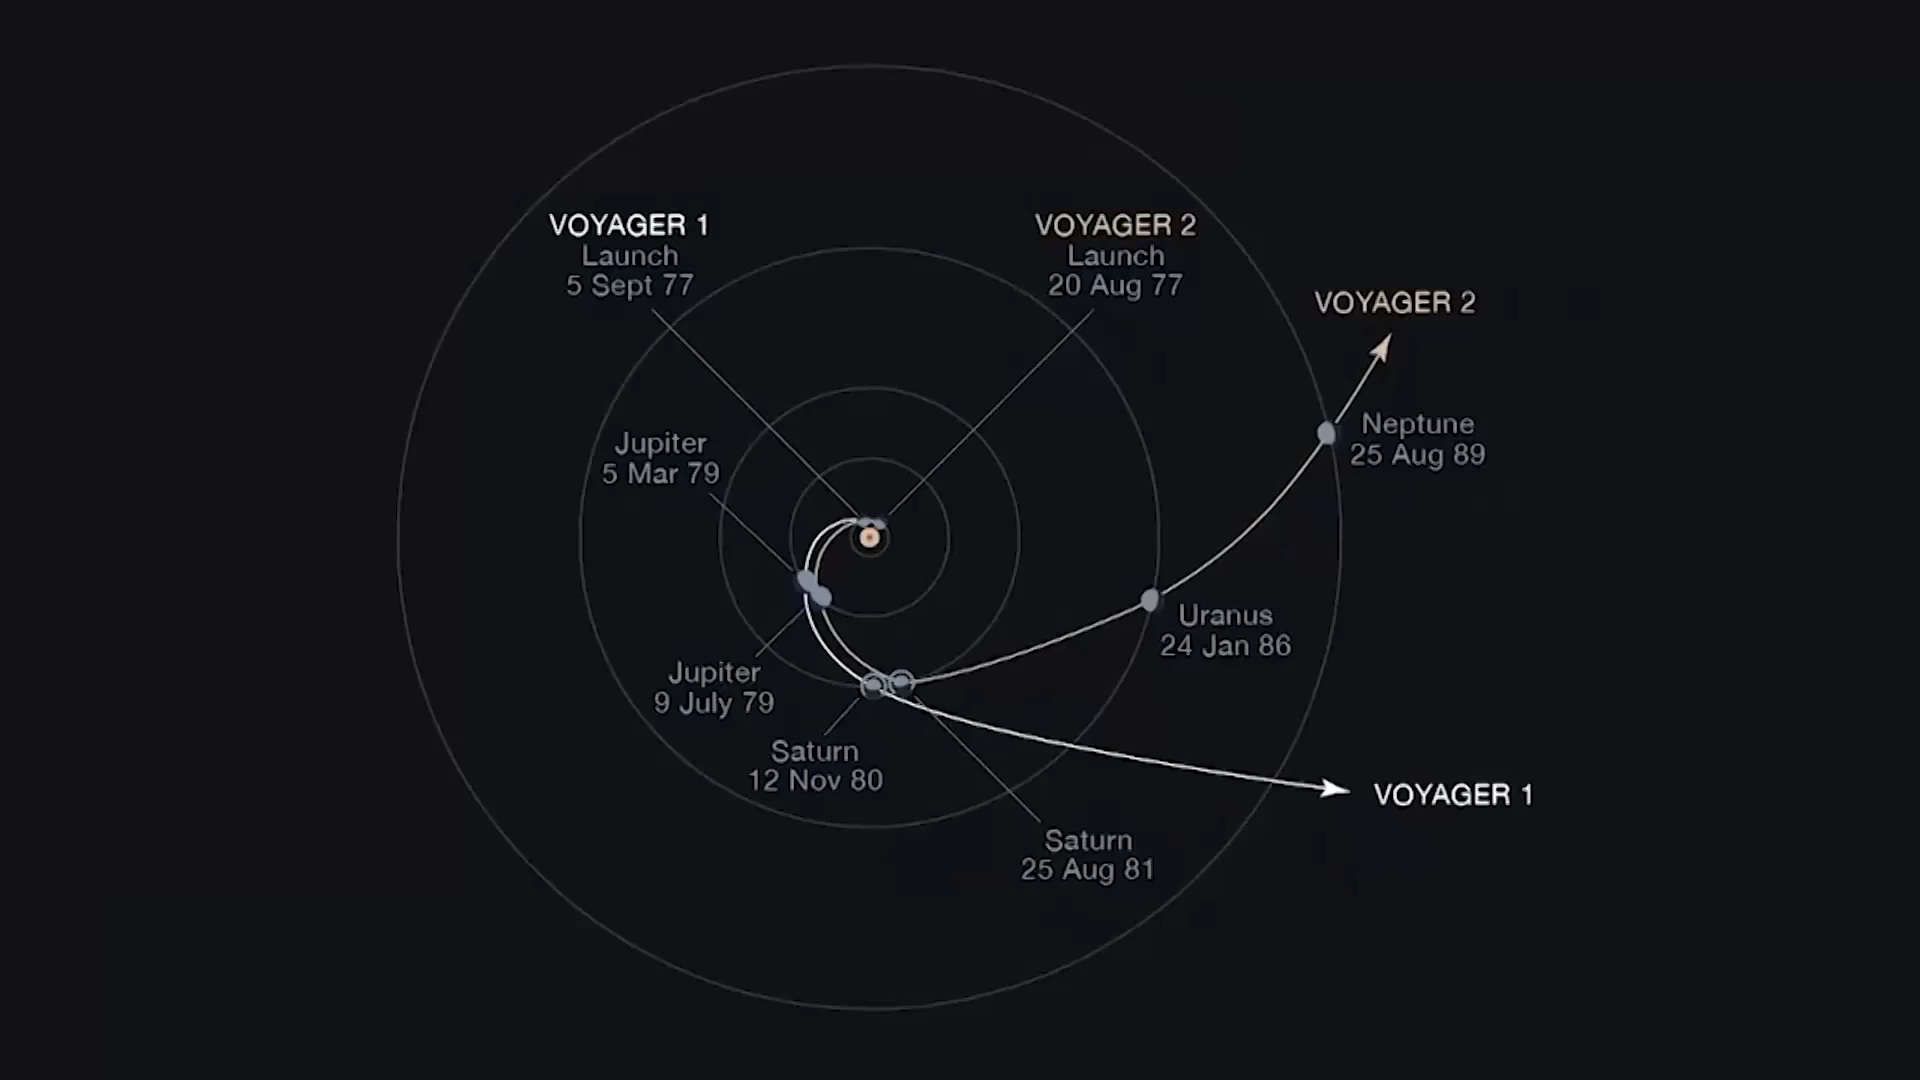 VOYAGER 1
Launch
5 Sept 77
VOYAGER 2
Launch
20 Aug 77
VOYAGER 2
Neptune
25 Aug 89
Jupiter
5 Mar 79
Uranus
24 Jan 86
Jupiter
9 July 79
Saturn
12 Nov 80
VOYAGER 1
Saturn
25 Aug 81